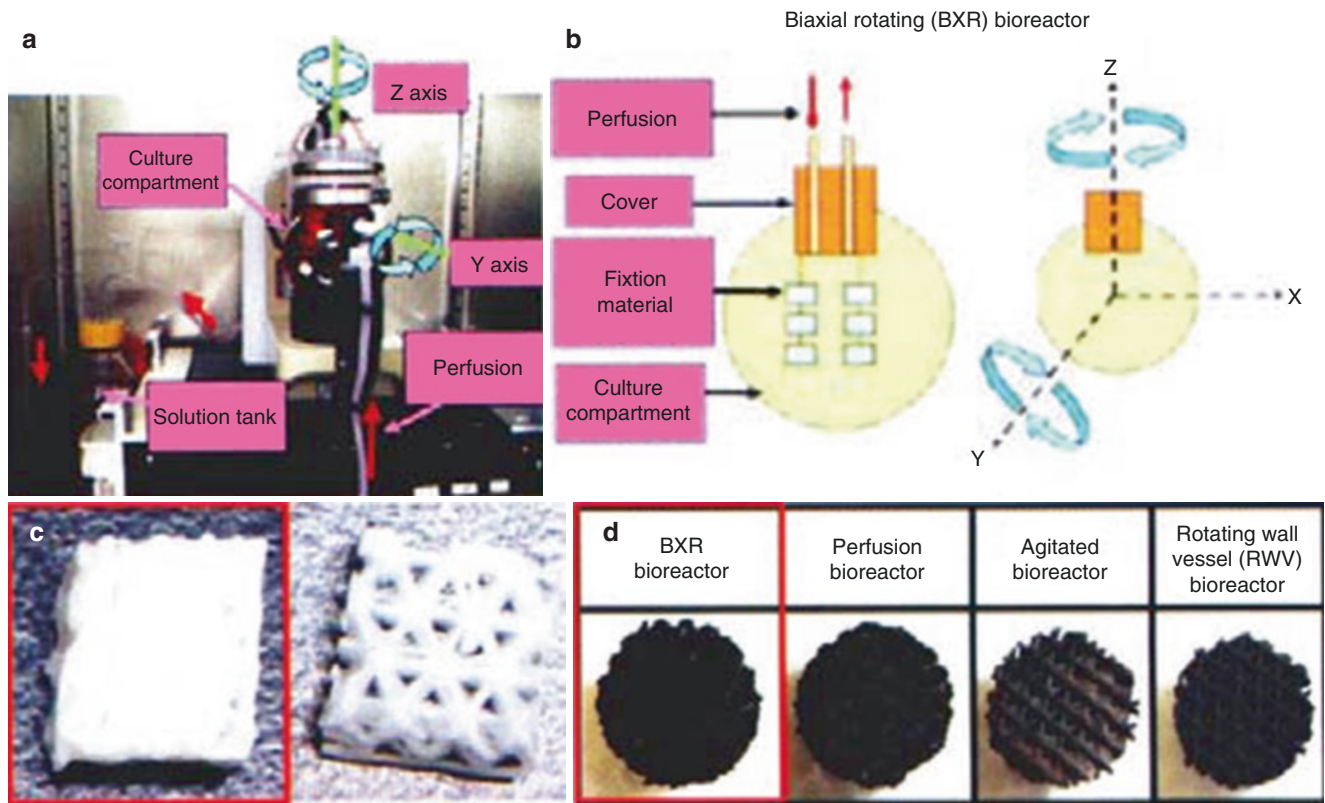 a
Z axis
Culture
compartment
Y axis
Perfusion
Solution tank
b
Biaxial rotating (BXR) bioreactor
Perfusion
Cover
Fixtion
material
Culture
compartment
Z
X
Y
c
d
BXR
bioreactor
Perfusion
bioreactor
Agitated
bioreactor
Rotating wall
vessel (RWV)
bioreactor